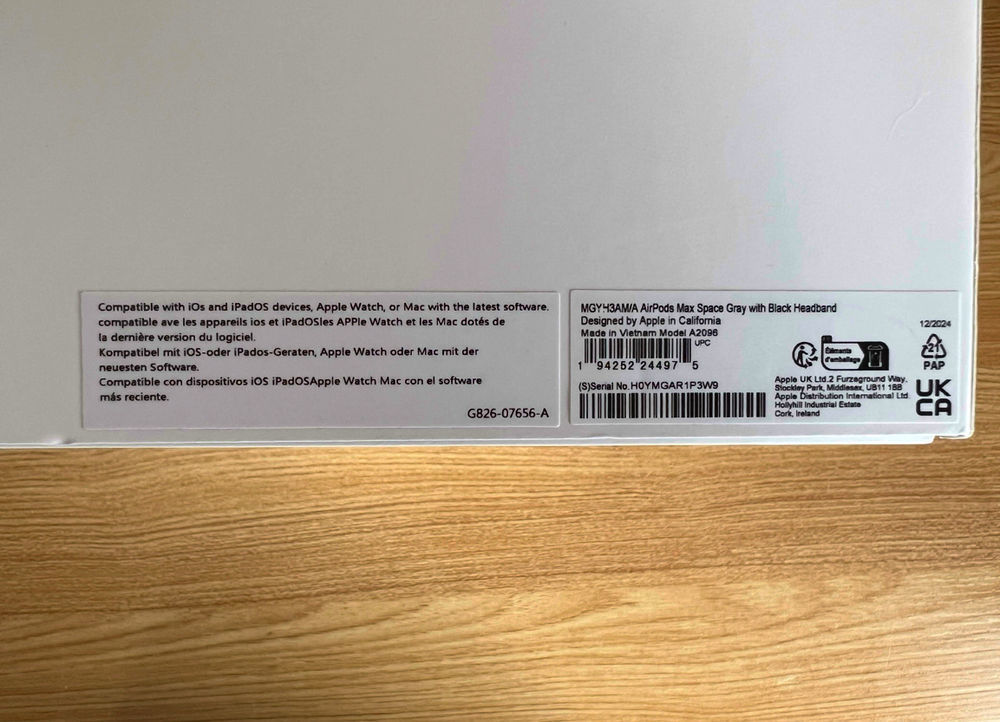 Compatible with iOs and iPadOS devices, Apple Watch, or Mac with the latest software.
compatible ave les appareils ios et iPadOSles APPle Watch et les Mac dotés de
la dernière version du logiciel.
Kompatibel mit iOS-oder iPados-Geraten, Apple Watch oder Mac mit der
neuesten Software.
Compatible con dispositivos iOS iPadOSApple Watch Mac con el software
más reciente.
G826-07656-A
MGYH3AM/A AirPods Max Space Gray with Black Headband
Designed by Apple in California
Made in Vietnam Model A2096
UPC
1 94252 24497 5
(S)Serial No.H0YMGAR1P3W9
12/2024
Éléments
d'emballage
21
PAP
Apple UK Ltd.2 Furzeground Way.
Stockley Park, Middlesex, UB11 1BB
Apple Distribution International Ltd.
Hollyhill Industrial Estate
Cork, Ireland
UK
CA